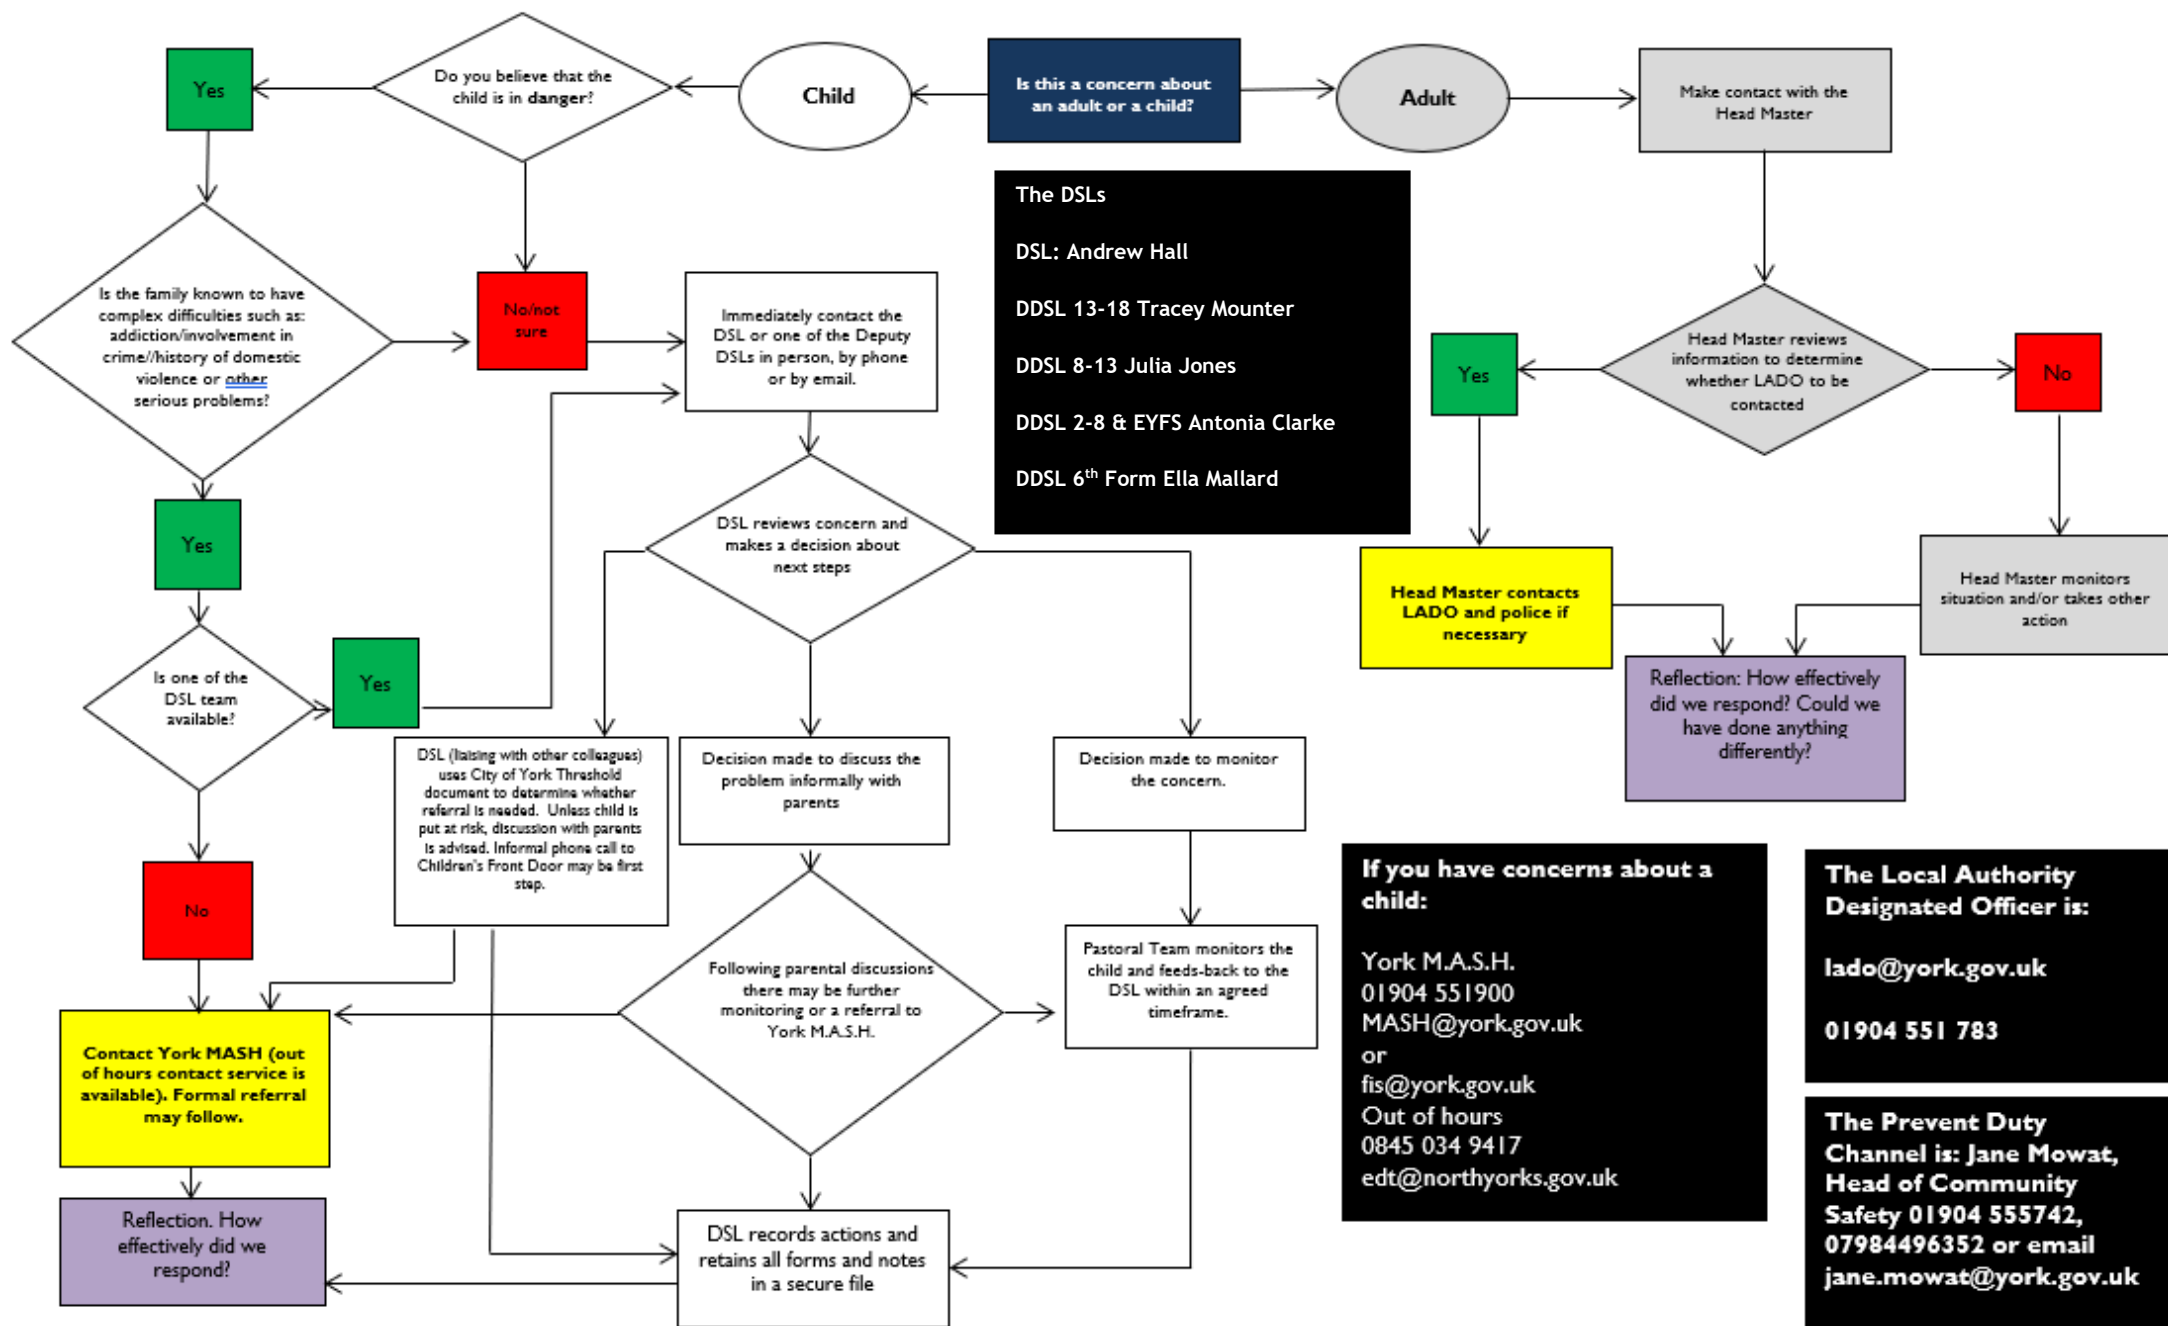 Yes
Do you believe that the
child is in danger?
Child
Is this a concern about
an adult or a child?
Adult
Make contact with the
Head Master
The DSLs
DSL: Andrew Hall
DDSL 13-18 Tracey Mounter
DDSL 8-13 Julia Jones
DDSL 2-8 & EYFS Antonia Clarke
DDSL 6th Form Ella Mallard
Is the family known to have
complex difficulties such as:
addiction/involvement in
crime//history of domestic
violence or other
serious problems?
No/not
sure
Immediately contact the
DSL or one of the Deputy
DSLs in person, by phone
or by email.
Yes
Head Master reviews
information to determine
whether LADO to be
contacted
No
Yes
DSL reviews concern and
makes a decision about
next steps
Head Master contacts
LADO and police if
necessary
Head Master monitors
situation and/or takes other
action
Is one of the
DSL team
available?
Yes
Reflection: How effectively
did we respond? Could we
have done anything
differently?
DSL (liaising with other colleagues)
uses City of York Threshold
document to determine whether
referral is needed. Unless child is
put at risk, discussion with parents
is advised. Informal phone call to
Children's Front Door may be first
step.
Decision made to discuss the
problem informally with
parents
Decision made to monitor
the concern.
No
If you have concerns about a
child:
York M.A.S.H.
01904 551900
MASH@york.gov.uk
or
fis@york.gov.uk
Out of hours
0845 034 9417
edt@northyorks.gov.uk
The Local Authority
Designated Officer is:
lado@york.gov.uk
01904 551 783
Following parental discussions
there may be further
monitoring or a referral to
York M.A.S.H.
Pastoral Team monitors the
child and feeds-back to the
DSL within an agreed
timeframe.
Contact York MASH (out
of hours contact service is
available). Formal referral
may follow.
The Prevent Duty
Channel is: Jane Mowat,
Head of Community
Safety 01904 555742,
07984496352 or email
jane.mowat@york.gov.uk
Reflection. How
effectively did we
respond?
DSL records actions and
retains all forms and notes
in a secure file